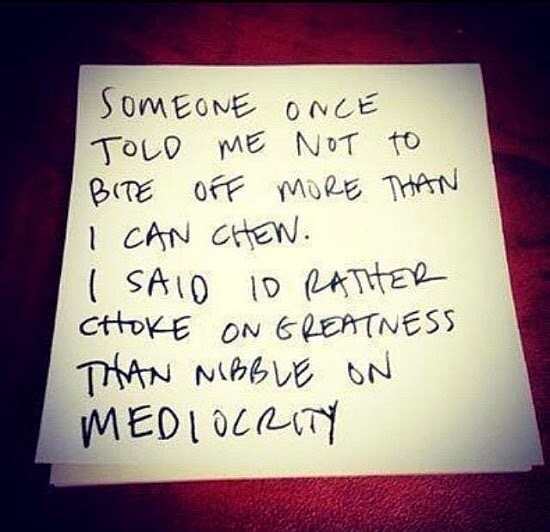 SOMEONE ONCE
TOLD ME NOT TO
BITE OFF MORE THAN
I CAN CHEW.
I SAID ID RATHER
CHOKE ON GREATNESS
THAN NIBBLE ON
MEDIOCRITY